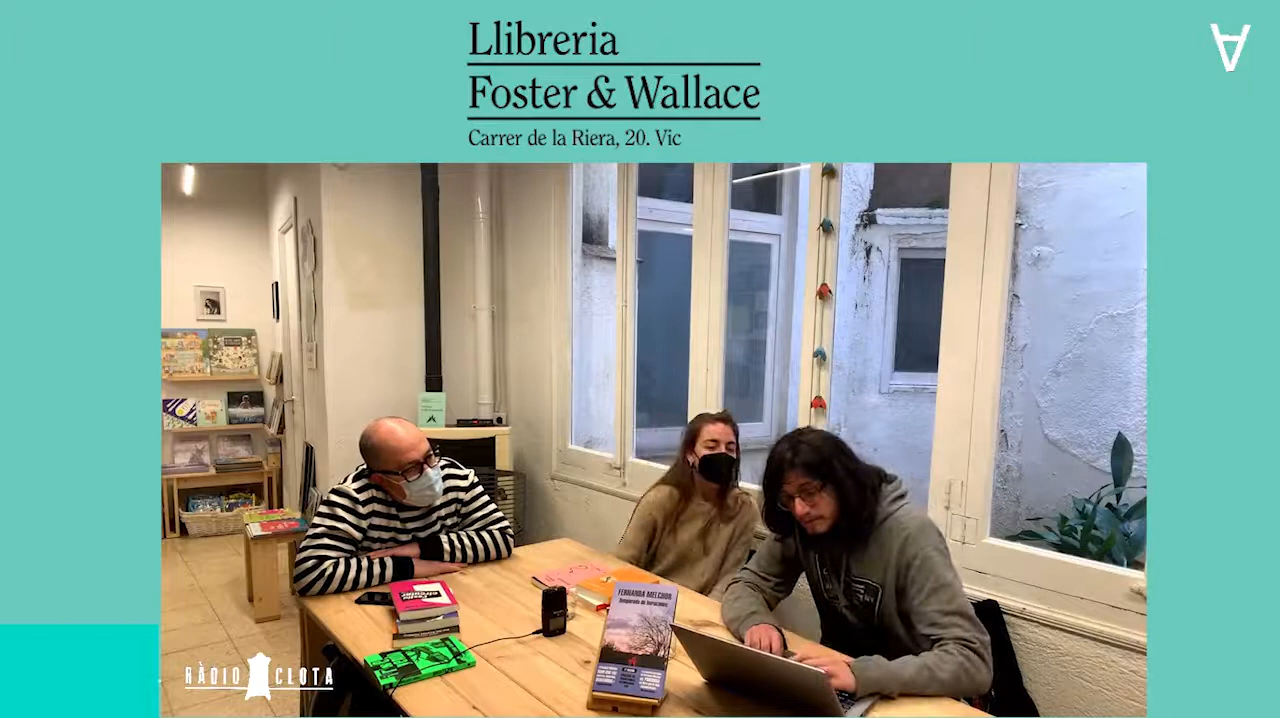 Llibreria
Foster & Wallace
Carrer de la Riera, 20. Vic
FERNANDA MELCHOR
Temporada de huracanes
RÀDIO CLOTA